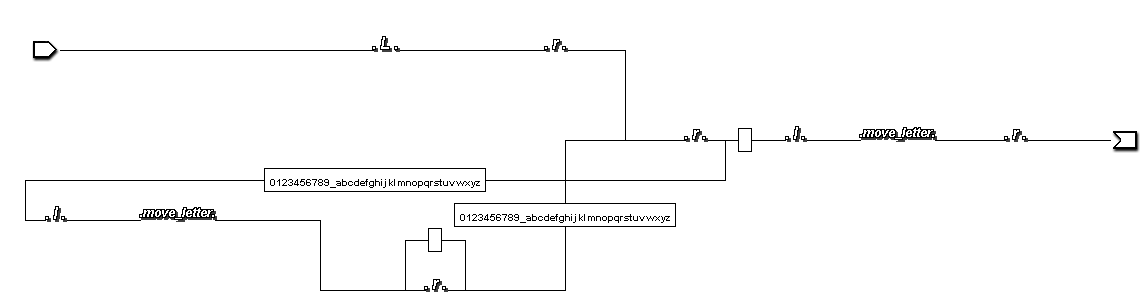 .L.
.r.
.r.
.l.
.move_letter.
.r.
0123456789_abcdefghijklmnopqrstuvwxyz
0123456789_abcdefghijklmnopqrstuvwxyz
.l.
.move_letter.
.r.